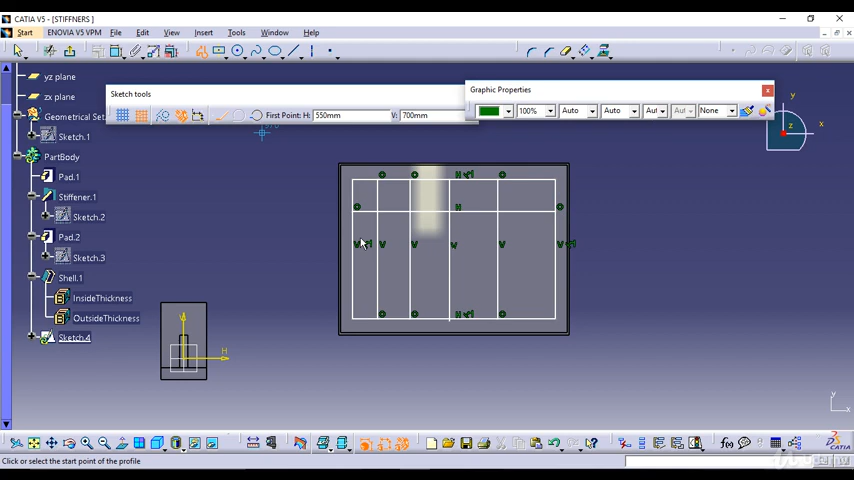 CATIA V5 - [STIFFNERS]
Start ENOVIA V5 VPM File Edit View Insert Tools Window Help
yz plane
zx plane
Geometrical Set.
Sketch.1
PartBody
Pad.1
Stiffener.1
Sketch.2
Pad.2
Sketch.3
Shell.1
InsideThickness
OutsideThickness
Sketch.4
Sketch tools
First Point: H: 550mm V: 700mm
Graphic Properties
100% Auto Auto Aut Aut None
y
x
z
V
H
H
H
V V V V V
H
y
x
Click or select the start point of the profile